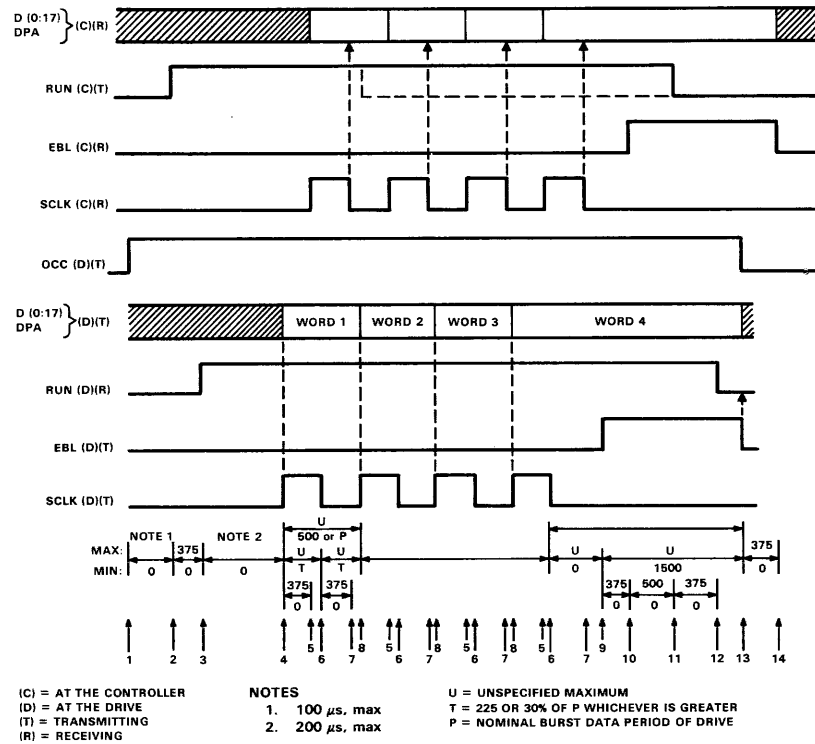 D (0:17)
DPA } (C)(R)
RUN (C)(T)
EBL (C)(R)
SCLK (C)(R)
OCC (D)(T)
D (0:17)
DPA } (D)(T)
WORD 1 WORD 2 WORD 3 WORD 4
RUN (D)(R)
EBL (D)(T)
SCLK (D)(T)
U
NOTE 1 375 NOTE 2 500 or P
MAX: U U U U 375
MIN: 0 0 0 T T 0 1500 0
375 375 375 500 375
0 0 0 0 0
1 2 3 4 5 6 7 8 5 6 7 8 5 6 7 8 5 6 7 9 10 11 12 13 14
(C) = AT THE CONTROLLER
(D) = AT THE DRIVE
(T) = TRANSMITTING
(R) = RECEIVING
NOTES
1. 100 μs, max
2. 200 μs, max
U = UNSPECIFIED MAXIMUM
T = 225 OR 30% OF P WHICHEVER IS GREATER
P = NOMINAL BURST DATA PERIOD OF DRIVE